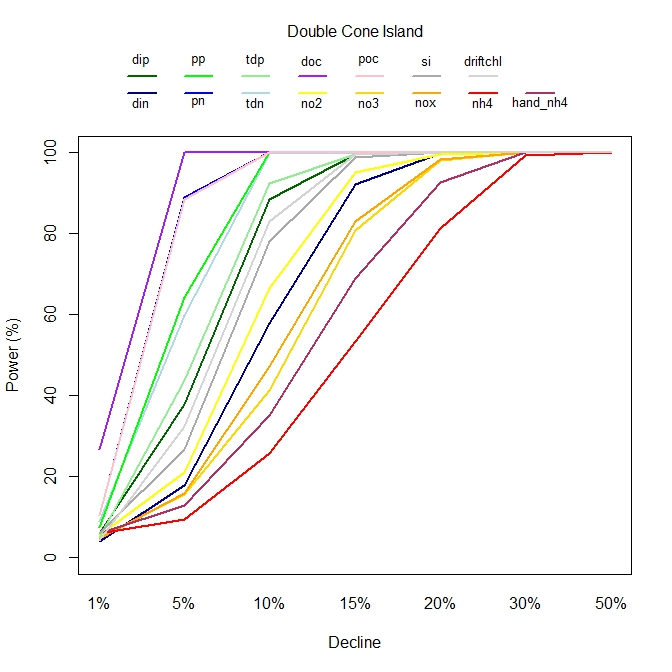 Double Cone Island
dip pp tdp doc poc si driftchl
din pn tdn no2 no3 nox nh4 hand_nh4
100
80
60
40
20
0
Power (%)
1% 5% 10% 15% 20% 30% 50%
Decline